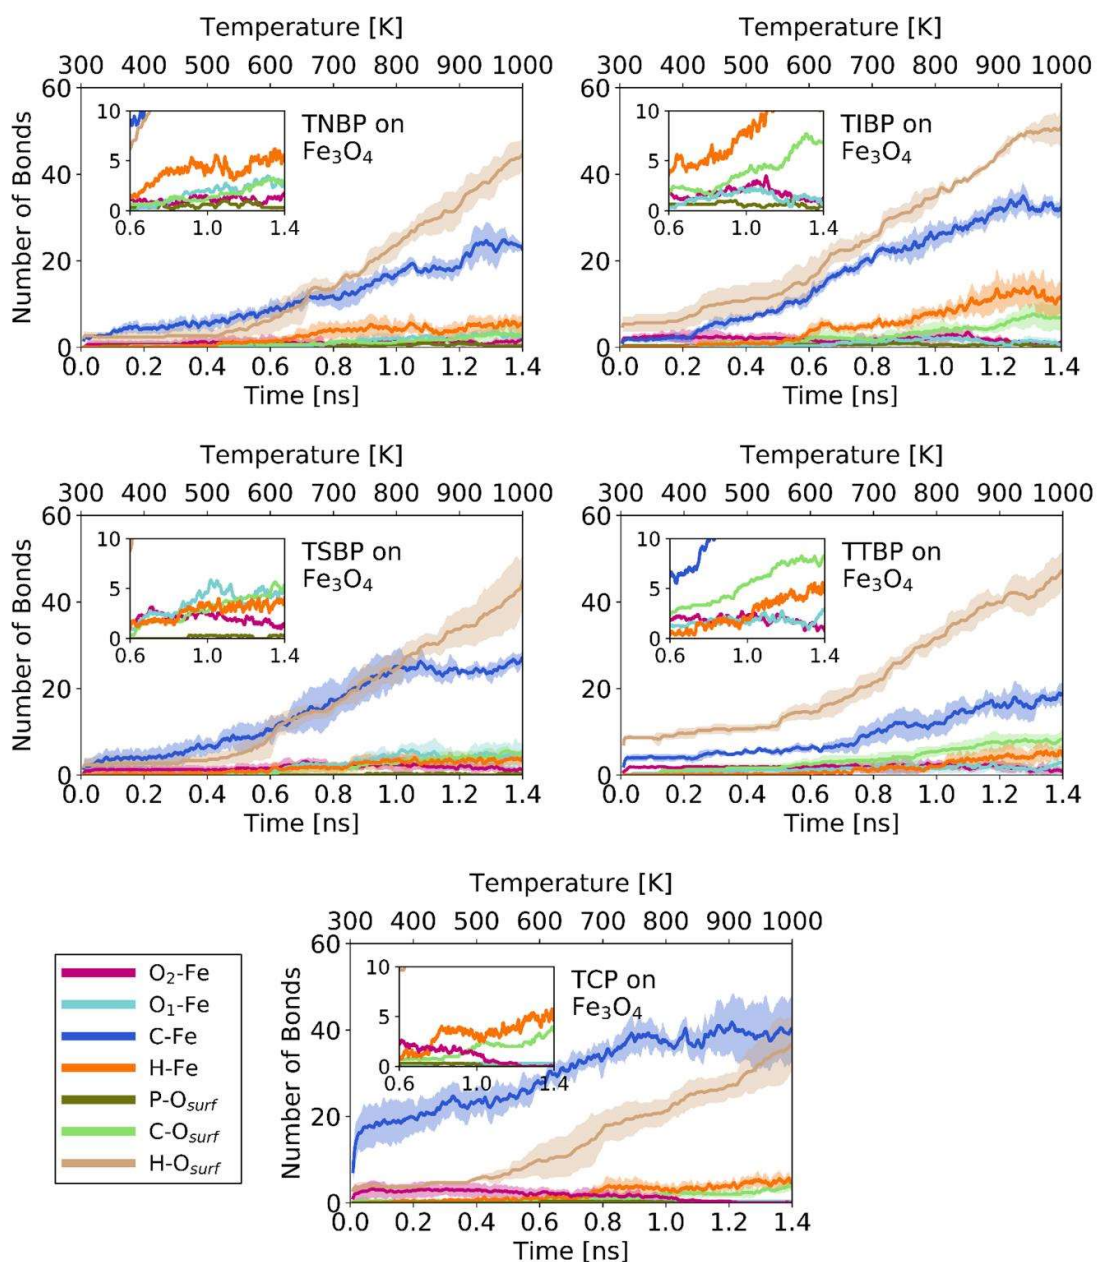 Temperature [K]
300 400 500 600 700 800 900 1000
Number of Bonds
60
40
20
0
10
5
0
0.6 1.0 1.4
TNBP on
Fe₃O₄
0.0 0.2 0.4 0.6 0.8 1.0 1.2 1.4
Time [ns]
Temperature [K]
300 400 500 600 700 800 900 1000
60
40
20
0
10
5
0
0.6 1.0 1.4
TIBP on
Fe₃O₄
0.0 0.2 0.4 0.6 0.8 1.0 1.2 1.4
Time [ns]
Temperature [K]
300 400 500 600 700 800 900 1000
Number of Bonds
60
40
20
0
10
5
0
0.6 1.0 1.4
TSBP on
Fe₃O₄
0.0 0.2 0.4 0.6 0.8 1.0 1.2 1.4
Time [ns]
Temperature [K]
300 400 500 600 700 800 900 1000
60
40
20
0
10
5
0
0.6 1.0 1.4
TTBP on
Fe₃O₄
0.0 0.2 0.4 0.6 0.8 1.0 1.2 1.4
Time [ns]
O₂-Fe
O₁-Fe
C-Fe
H-Fe
P-Osurf
C-Osurf
H-Osurf
Temperature [K]
300 400 500 600 700 800 900 1000
Number of Bonds
60
40
20
0
10
5
0
0.6 1.0 1.4
TCP on
Fe₃O₄
0.0 0.2 0.4 0.6 0.8 1.0 1.2 1.4
Time [ns]